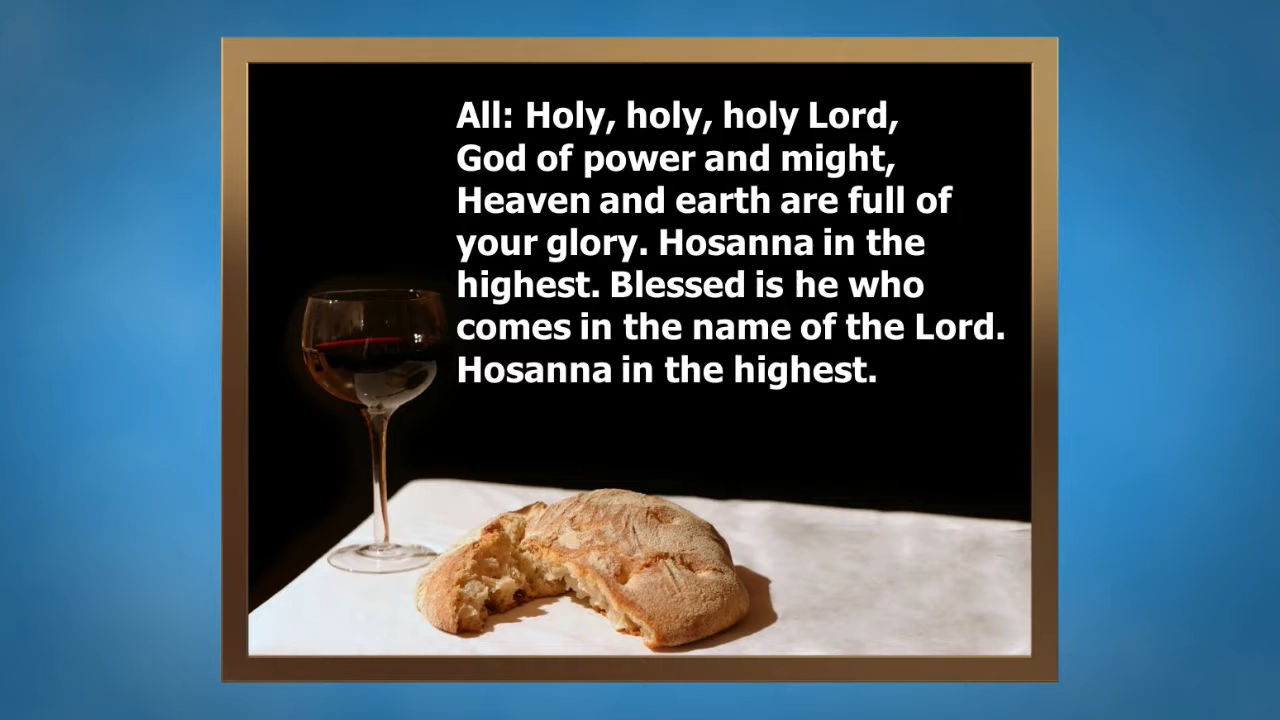 All: Holy, holy, holy Lord,
God of power and might,
Heaven and earth are full of
your glory. Hosanna in the
highest. Blessed is he who
comes in the name of the Lord.
Hosanna in the highest.